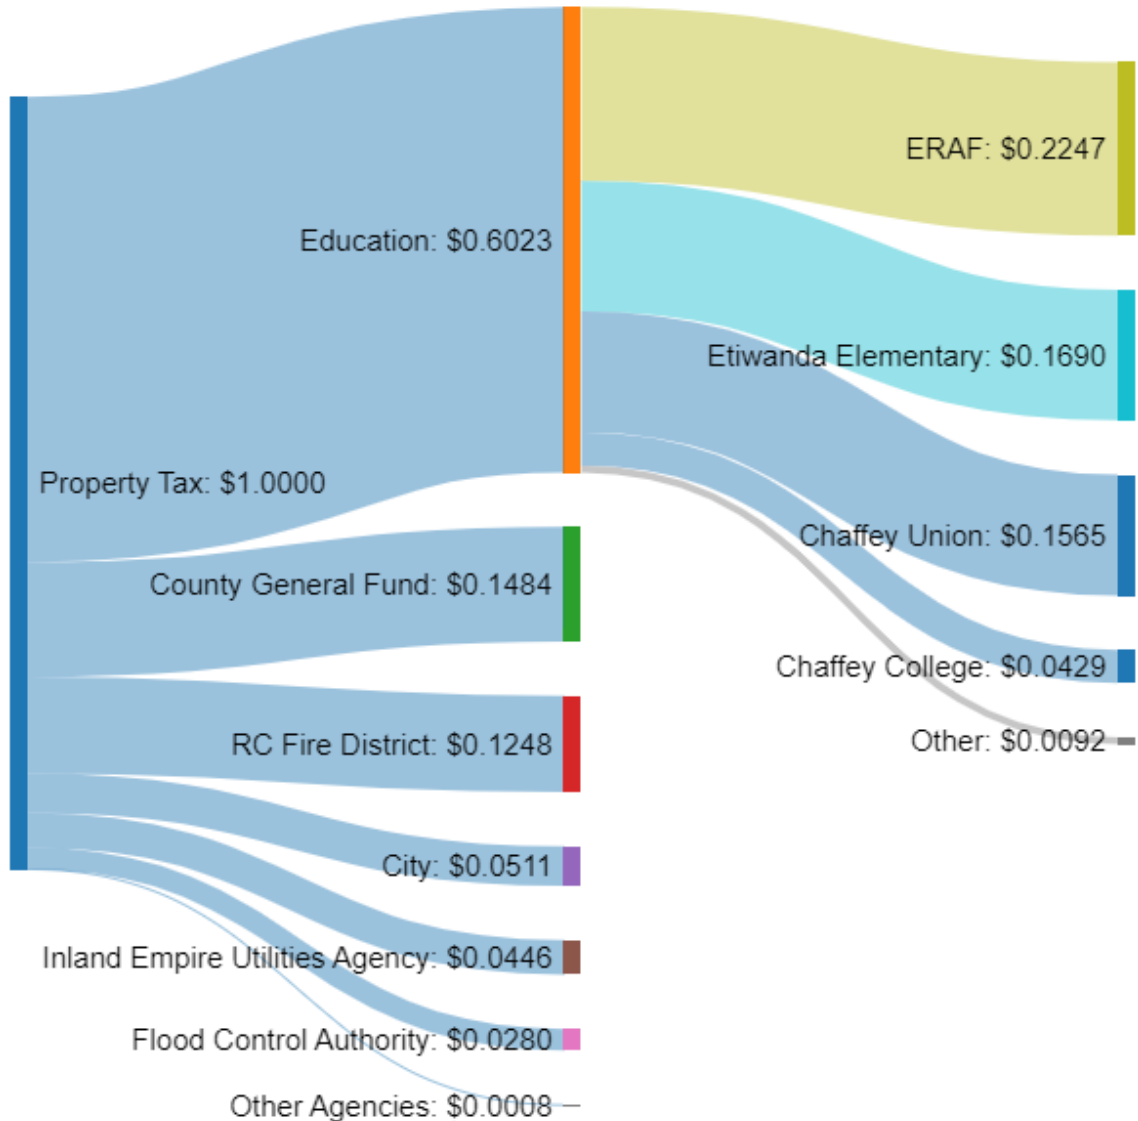 Property Tax: $1.0000
Education: $0.6023
County General Fund: $0.1484
RC Fire District: $0.1248
City: $0.0511
Inland Empire Utilities Agency: $0.0446
Flood Control Authority: $0.0280
Other Agencies: $0.0008
ERAF: $0.2247
Etiwanda Elementary: $0.1690
Chaffey Union: $0.1565
Chaffey College: $0.0429
Other: $0.0092